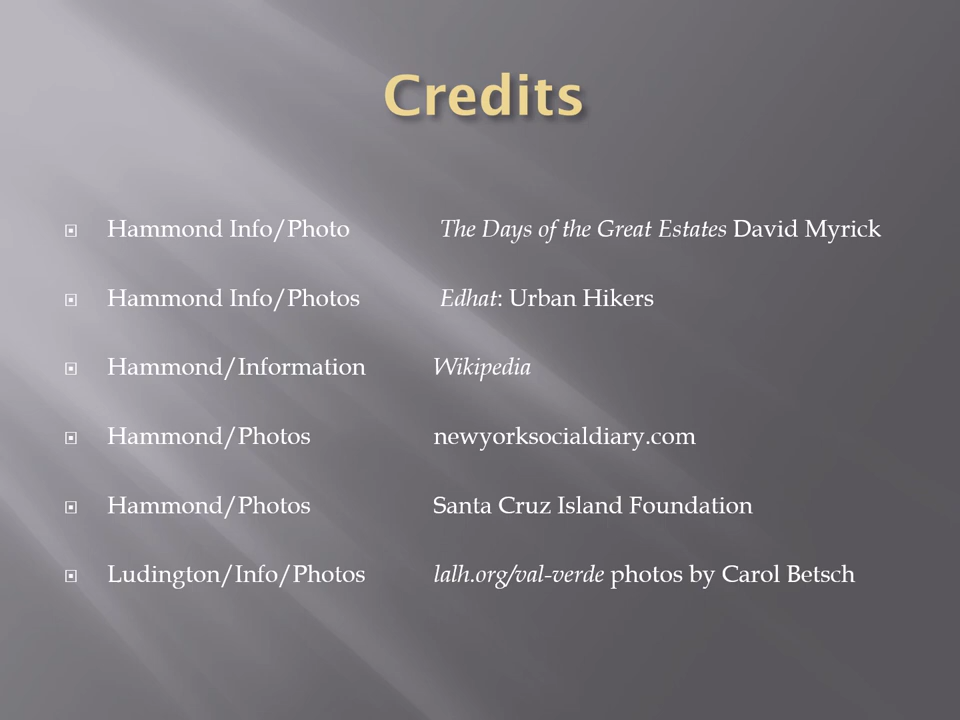 Credits
Hammond Info/Photo The Days of the Great Estates David Myrick
Hammond Info/Photos Edhat: Urban Hikers
Hammond/Information Wikipedia
Hammond/Photos newyorksocialdiary.com
Hammond/Photos Santa Cruz Island Foundation
Ludington/Info/Photos lalh.org/val-verde photos by Carol Betsch